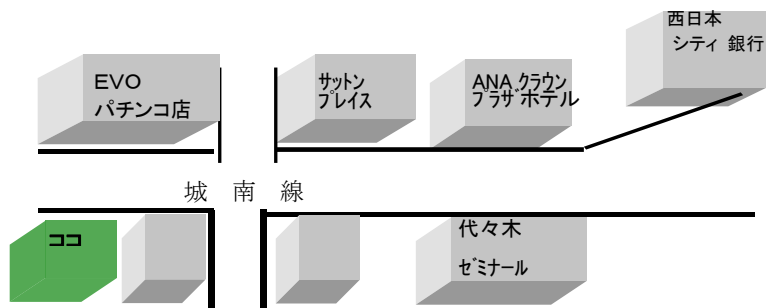 西日本
シティ 銀行
EVO
パチンコ店
サットン
プレイス
ANA クラウン
プラザホテル
城 南 線
ココ
代々木
ゼミナール